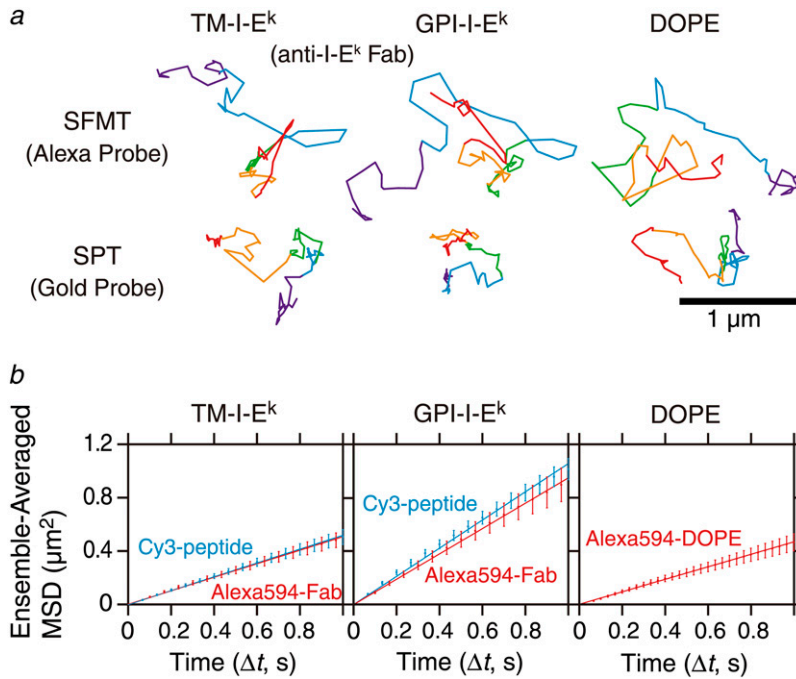 a
TM-I-Eᵏ GPI-I-Eᵏ DOPE
(anti-I-Eᵏ Fab)
SFMT
(Alexa Probe)
SPT
(Gold Probe)
1 µm
b
TM-I-Eᵏ GPI-I-Eᵏ DOPE
Ensemble-Averaged
MSD (µm²)
1.2
0.8
0.4
0
Cy3-peptide
Alexa594-Fab
Cy3-peptide
Alexa594-Fab
Alexa594-DOPE
0 0.2 0.4 0.6 0.8 0 0.2 0.4 0.6 0.8 0 0.2 0.4 0.6 0.8
Time (Δt, s) Time (Δt, s) Time (Δt, s)